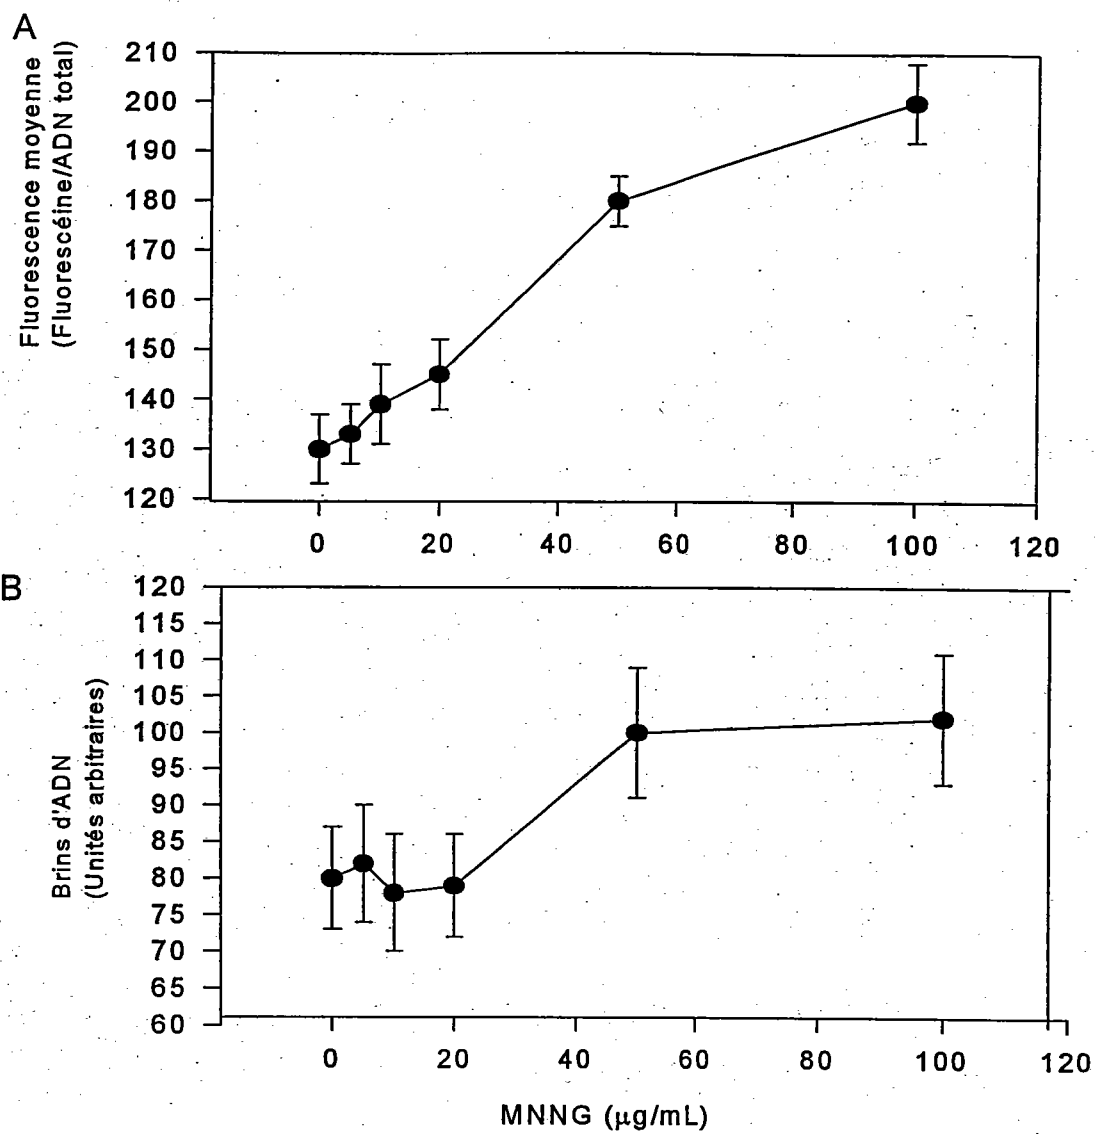 A
Fluorescence moyenne
(Fluorescéine/ADN total)
210
200
190
180
170
160
150
140
130
120
0 20 40 60 80 100 120
B
Brins d'ADN
(Unités arbitraires)
120
115
110
105
100
95
90
85
80
75
70
65
60
0 20 40 60 80 100 120
MNNG (µg/mL)